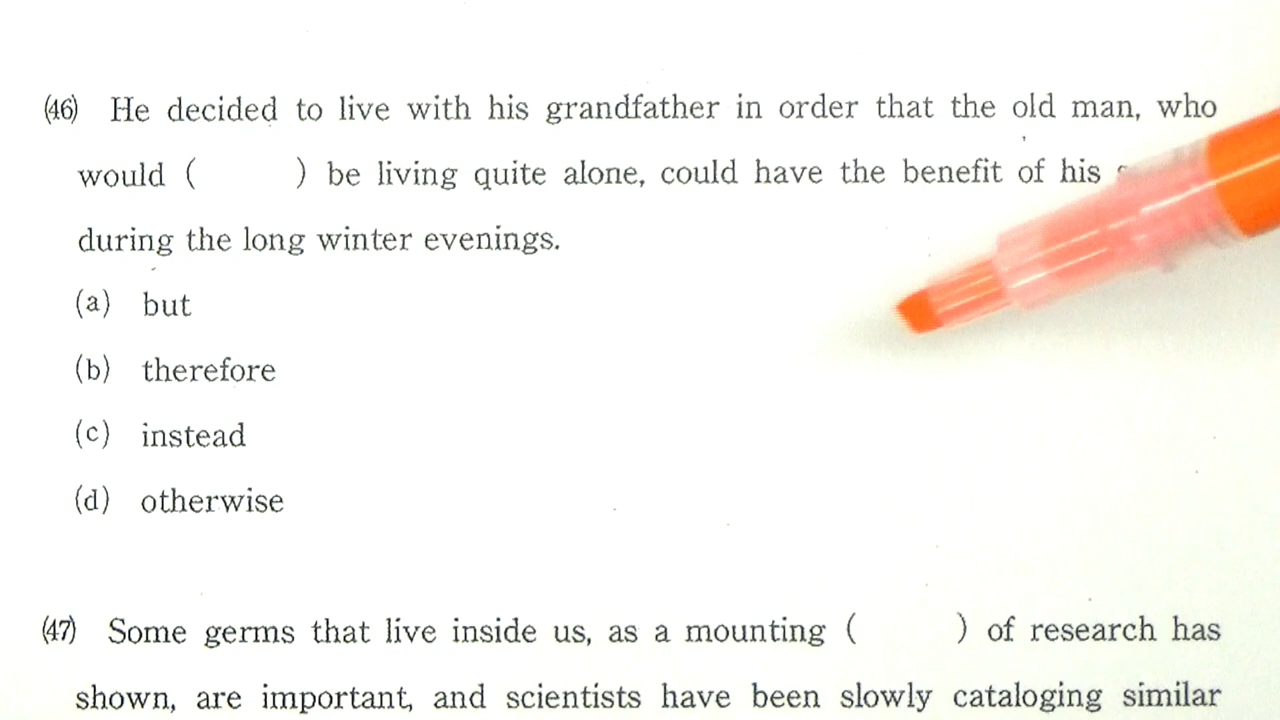 (46) He decided to live with his grandfather in order that the old man, who
would (　　) be living quite alone, could have the benefit of his
during the long winter evenings.
(a) but
(b) therefore
(c) instead
(d) otherwise
(47) Some germs that live inside us, as a mounting (　　) of research has
shown, are important, and scientists have been slowly cataloging similar